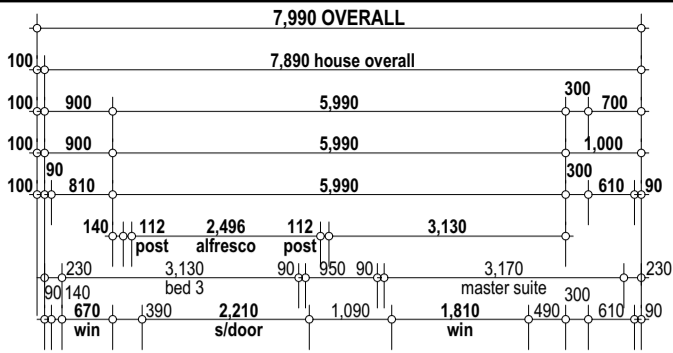 7,990 OVERALL
100 7,890 house overall
300
100 900 5,990 700
100 900 5,990 1,000
90 300
100 810 5,990 610 90
140 112 2,496 112 3,130
post alfresco post
230 3,130 90 950 90 3,170 230
bed 3 master suite
90 140 300
670 390 2,210 1,090 1,810 490 610 90
win s/door win